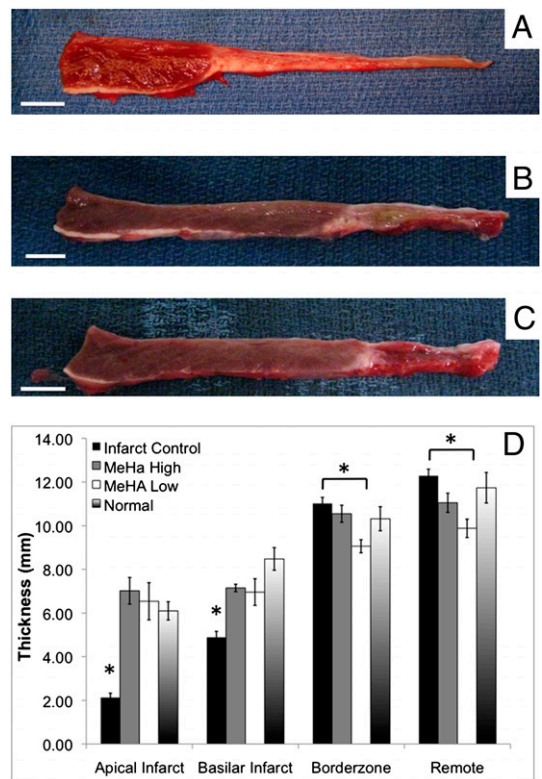 A
B
C
D
14.00
12.00
10.00
8.00
6.00
4.00
2.00
0.00
Thickness (mm)
Infarct Control
MeHa High
MeHA Low
Normal
*
*
*
*
Apical Infarct Basilar Infarct Borderzone Remote